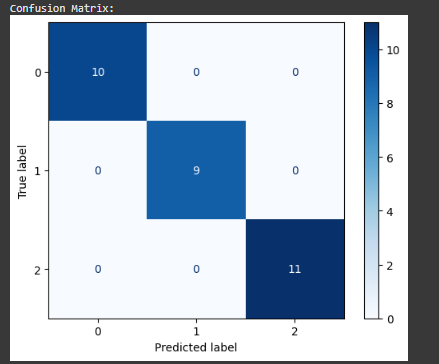 Confusion Matrix:
0 10 0 0 10
8
1 0 9 0 6
4
2 0 0 11 2
0
0 1 2
True label
Predicted label